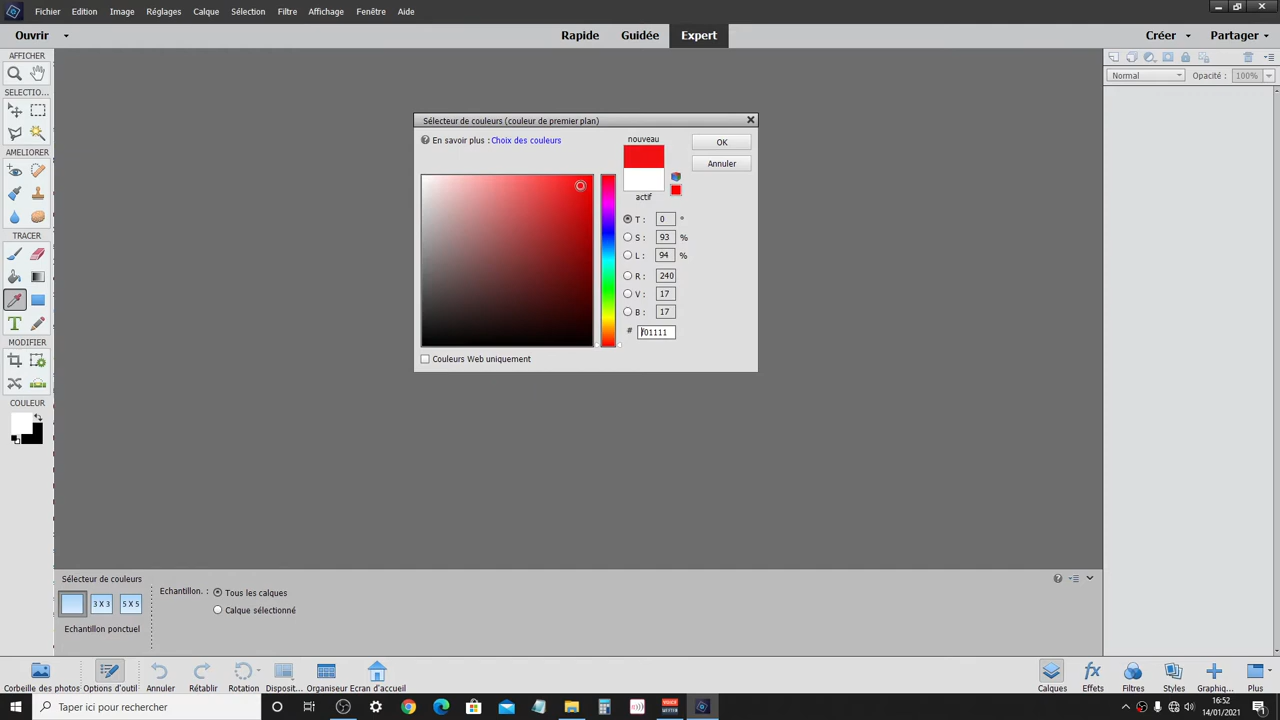 Fichier Edition Image Réglages Calque Sélection Filtre Affichage Fenêtre Aide
Ouvrir Rapide Guidée Expert Créer Partager
AFFICHER
SELECTIO...
AMELIORER
TRACER
MODIFIER
COULEUR
Normal Opacité : 100%
Sélecteur de couleurs (couleur de premier plan)
En savoir plus : Choix des couleurs
nouveau
actif
OK
Annuler
T : 0 °
S : 93 %
L : 94 %
R : 240
V : 17
B : 17
# f01111
Couleurs Web uniquement
Sélecteur de couleurs
3 X 3 5 X 5
Echantillon ponctuel
Echantillon. : Tous les calques
Calque sélectionné
Corbeille des photos Options d'outil Annuler Rétablir Rotation Disposit... Organiseur Ecran d'accueil Calques Effets Filtres Styles Graphiq... Plus
Taper ici pour rechercher
16:52
14/01/2021